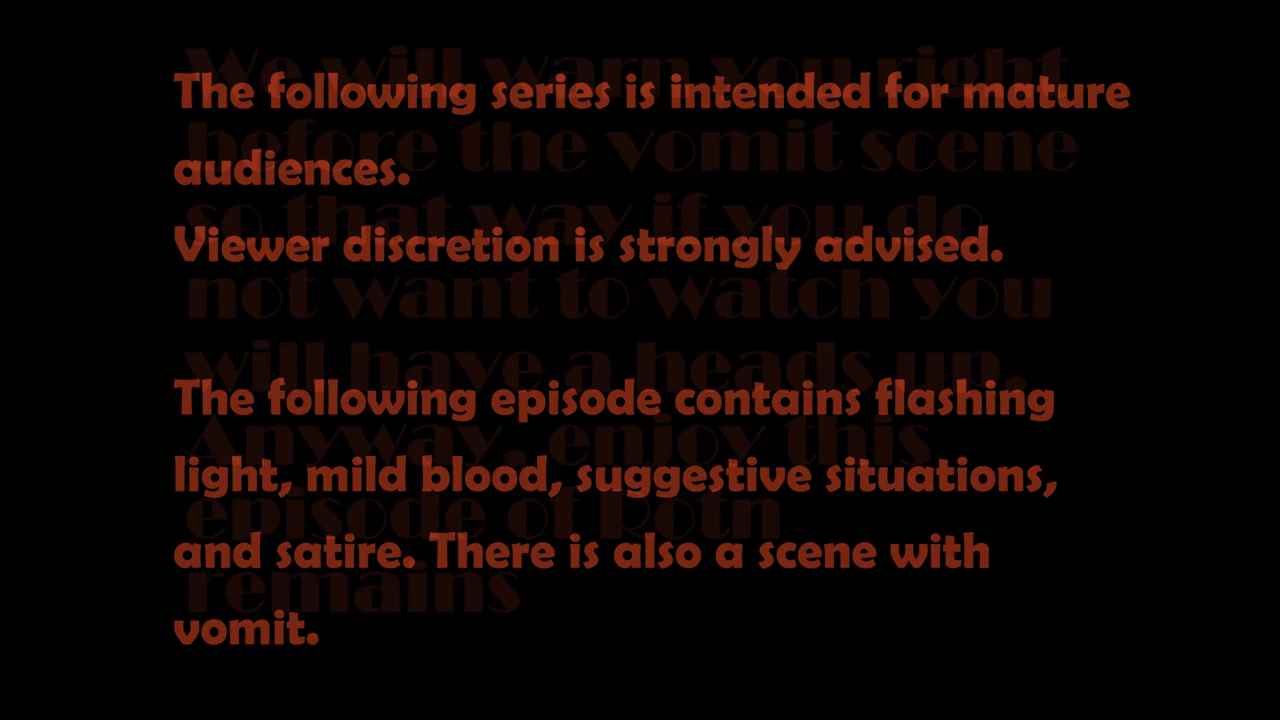 The following series is intended for mature
audiences.
Viewer discretion is strongly advised.
The following episode contains flashing
light, mild blood, suggestive situations,
and satire. There is also a scene with
vomit.
We will warn you right
before the vomit scene
so that way if you do
not want to watch you
will have a heads up.
Anyway, enjoy this
episode of Rotn
remains